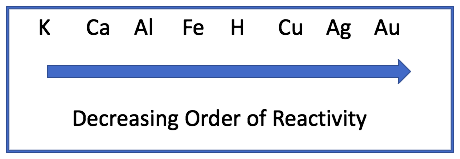 K Ca Al Fe H Cu Ag Au
Decreasing Order of Reactivity